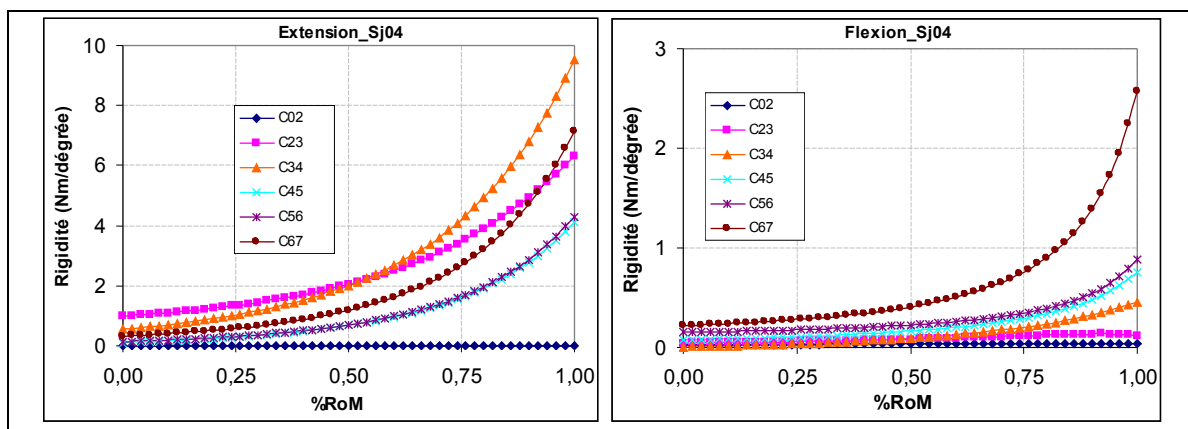 Extension_Sj04
Rigidité (Nm/dégrée)
10
8
6
4
2
0
C02
C23
C34
C45
C56
C67
0,00 0,25 0,50 0,75 1,00
%RoM
Flexion_Sj04
Rigidité (Nm/dégrée)
3
2
1
0
C02
C23
C34
C45
C56
C67
0,00 0,25 0,50 0,75 1,00
%RoM